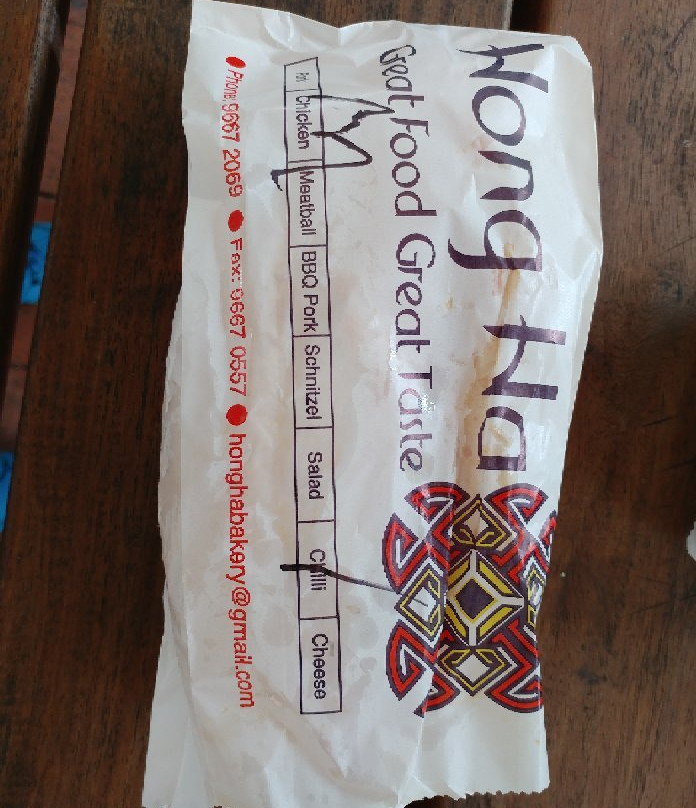 Hong Ha
Great Food Great Taste
Chicken Meatball BBQ Pork Schnitzel Salad Chilli Cheese
Phone: 9667 2069 Fax: 9667 0557 honghabakery@gmail.com